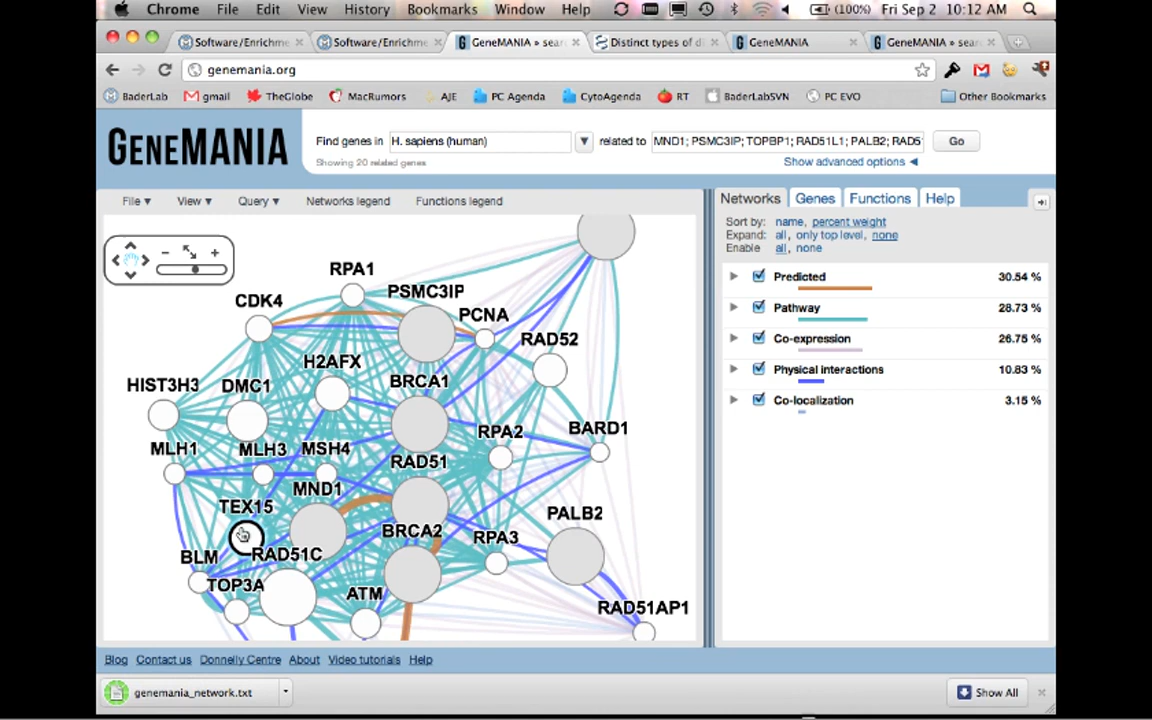 Chrome File Edit View History Bookmarks Window Help (100%) Fri Sep 2 10:12 AM
Software/Enrichme Software/Enrichme GeneMANIA » sear Distinct types of d GeneMANIA GeneMANIA » sear
genemania.org
BaderLab gmail TheGlobe MacRumors AJE PC Agenda CytoAgenda RT BaderLabSVN PC EVO Other Bookmarks
GENEMANIA
Find genes in H. sapiens (human) related to MND1; PSMC3IP; TOPBP1; RAD51L1; PALB2; RAD5 Go
Showing 20 related genes
Show advanced options
File View Query Networks legend Functions legend
Networks Genes Functions Help
Sort by: name, percent weight
Expand: all, only top level, none
Enable all, none
Predicted 30.54 %
Pathway 28.73 %
Co-expression 26.75 %
Physical interactions 10.83 %
Co-localization 3.15 %
RPA1
CDK4
PSMC3IP
PCNA
RAD52
H2AFX
HIST3H3
DMC1
BRCA1
MLH1
MLH3
MSH4
RPA2
BARD1
RAD51
MND1
TEX15
PALB2
BRCA2
RPA3
BLM
RAD51C
TOP3A
ATM
RAD51AP1
Blog Contact us Donnelly Centre About Video tutorials Help
genemania_network.txt Show All